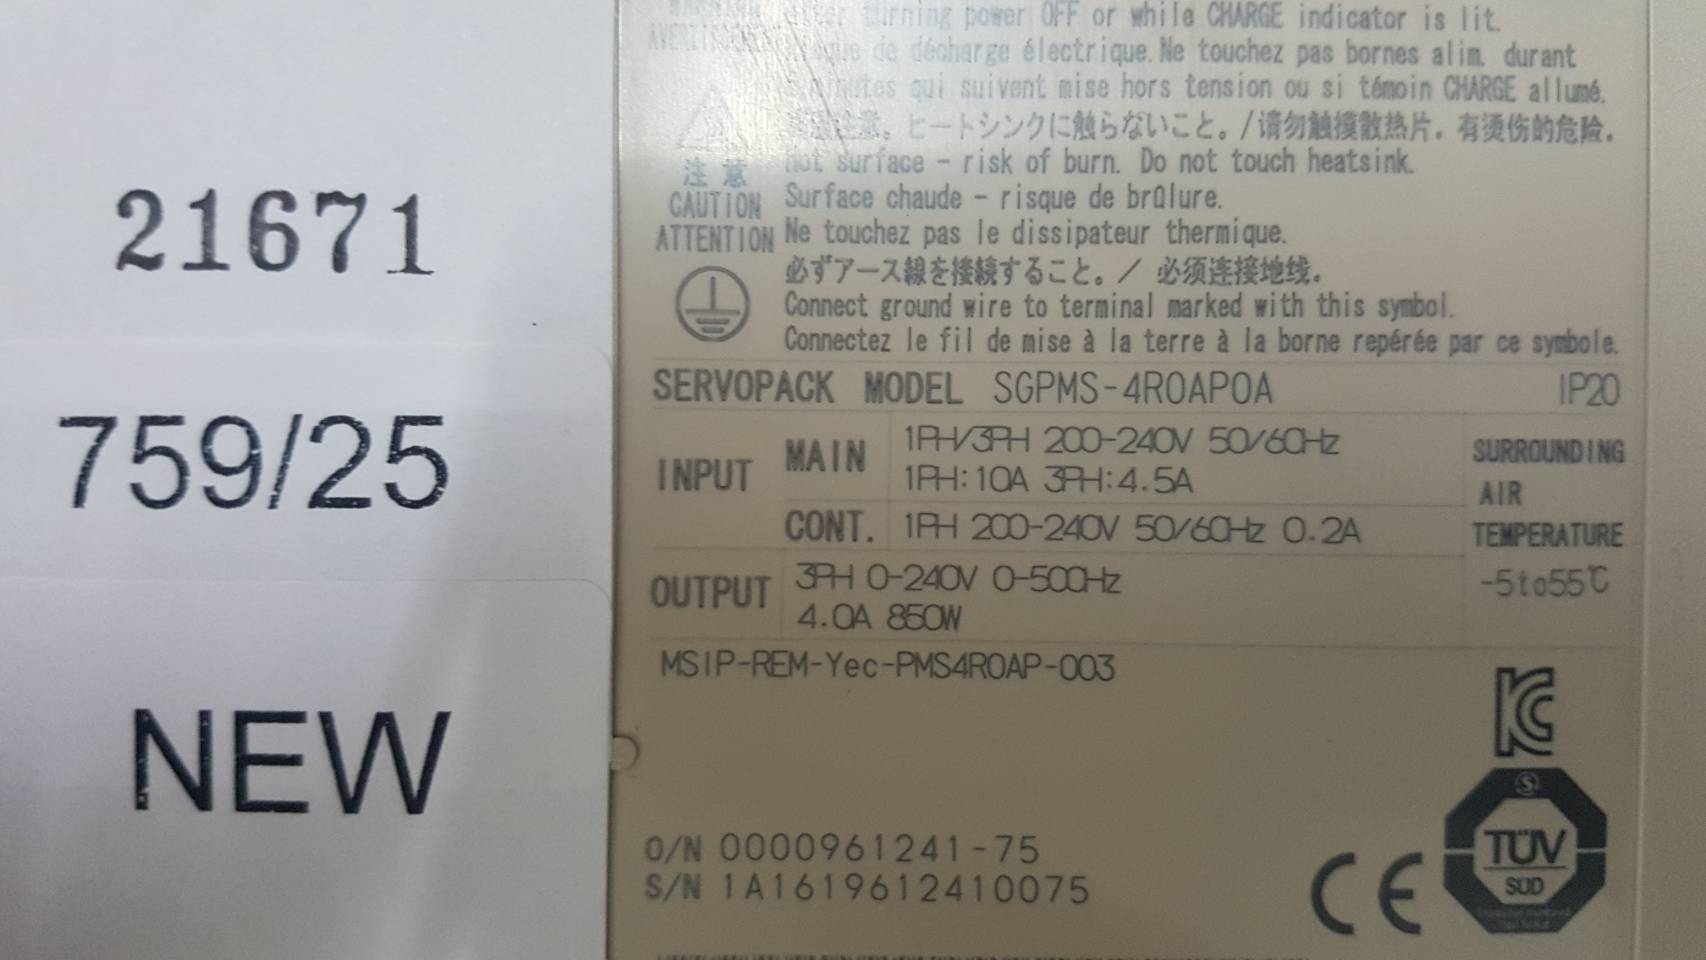 21671
759/25
NEW
after turning power OFF or while CHARGE indicator is lit.
AVERTISSEMENT
Risque de décharge électrique.Ne touchez pas bornes alim. durant
minutes qui suivent mise hors tension ou si témoin CHARGE allumé.
注意。ヒートシンクに触らないこと。/请勿触摸散热片。有烫伤的危险。
注 意
Hot surface - risk of burn. Do not touch heatsink.
CAUTION
Surface chaude - risque de brûlure.
ATTENTION
Ne touchez pas le dissipateur thermique.
必ずアース線を接続すること。/ 必须连接地线。
Connect ground wire to terminal marked with this symbol.
Connectez le fil de mise à la terre à la borne repérée par ce symbole.
SERVOPACK MODEL SGPMS-4R0AP0A IP20
INPUT
MAIN
1PH/3PH 200-240V 50/60Hz
1PH:10A 3PH:4.5A
CONT.
1PH 200-240V 50/60Hz 0.2A
SURROUNDING
AIR
TEMPERATURE
-5to55℃
OUTPUT
3PH 0-240V 0-500Hz
4.0A 850W
MSIP-REM-Yec-PMS4R0AP-003
O/N 0000961241-75
S/N 1A1619612410075
CE
S
TÜV
SÜD